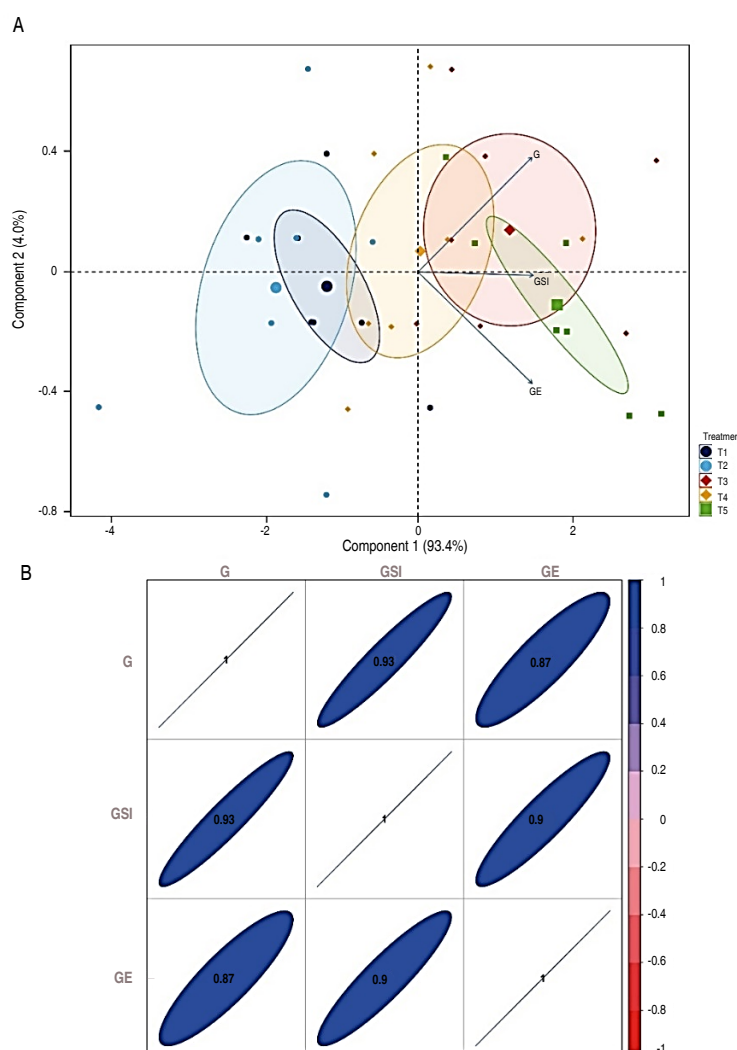 A
Component 2 (4.0%)
0.4
0
-0.4
-0.8
G
GSI
GE
-4
-2
0
2
Component 1 (93.4%)
Treatmen
T1
T2
T3
T4
T5
B
G GSI GE
G 1 0.93 0.87
GSI 0.93 1 0.9
GE 0.87 0.9 1
1
0.8
0.6
0.4
0.2
0
-0.2
-0.4
-0.6
-0.8
-1